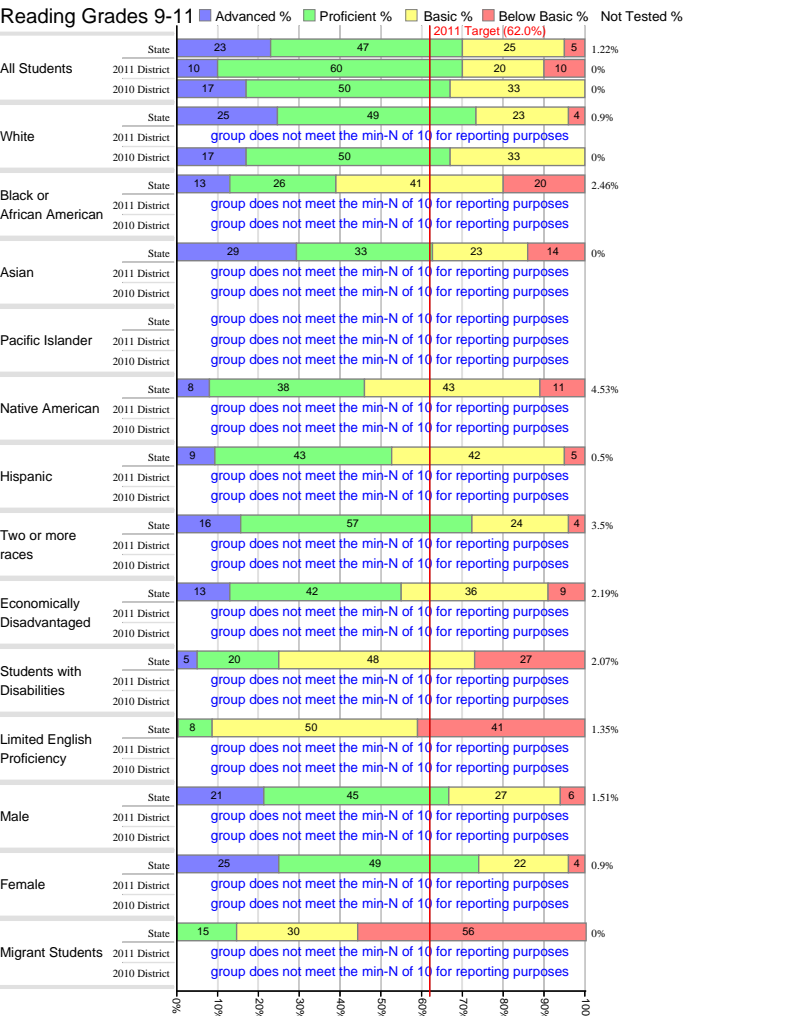 Reading Grades 9-11 Advanced % Proficient % Basic % Below Basic % Not Tested %
2011 Target (62.0%)
All Students
State 23 47 25 5 1.22%
2011 District 10 60 20 10 0%
2010 District 17 50 33 0%
White
State 25 49 23 4 0.9%
2011 District group does not meet the min-N of 10 for reporting purposes
2010 District 17 50 33 0%
Black or
African American
State 13 26 41 20 2.46%
2011 District group does not meet the min-N of 10 for reporting purposes
2010 District group does not meet the min-N of 10 for reporting purposes
Asian
State 29 33 23 14 0%
2011 District group does not meet the min-N of 10 for reporting purposes
2010 District group does not meet the min-N of 10 for reporting purposes
Pacific Islander
State group does not meet the min-N of 10 for reporting purposes
2011 District group does not meet the min-N of 10 for reporting purposes
2010 District group does not meet the min-N of 10 for reporting purposes
Native American
State 8 38 43 11 4.53%
2011 District group does not meet the min-N of 10 for reporting purposes
2010 District group does not meet the min-N of 10 for reporting purposes
Hispanic
State 9 43 42 5 0.5%
2011 District group does not meet the min-N of 10 for reporting purposes
2010 District group does not meet the min-N of 10 for reporting purposes
Two or more
races
State 16 57 24 4 3.5%
2011 District group does not meet the min-N of 10 for reporting purposes
2010 District group does not meet the min-N of 10 for reporting purposes
Economically
Disadvantaged
State 13 42 36 9 2.19%
2011 District group does not meet the min-N of 10 for reporting purposes
2010 District group does not meet the min-N of 10 for reporting purposes
Students with
Disabilities
State 5 20 48 27 2.07%
2011 District group does not meet the min-N of 10 for reporting purposes
2010 District group does not meet the min-N of 10 for reporting purposes
Limited English
Proficiency
State 8 50 41 1.35%
2011 District group does not meet the min-N of 10 for reporting purposes
2010 District group does not meet the min-N of 10 for reporting purposes
Male
State 21 45 27 6 1.51%
2011 District group does not meet the min-N of 10 for reporting purposes
2010 District group does not meet the min-N of 10 for reporting purposes
Female
State 25 49 22 4 0.9%
2011 District group does not meet the min-N of 10 for reporting purposes
2010 District group does not meet the min-N of 10 for reporting purposes
Migrant Students
State 15 30 56 0%
2011 District group does not meet the min-N of 10 for reporting purposes
2010 District group does not meet the min-N of 10 for reporting purposes
0% 10% 20% 30% 40% 50% 60% 70% 80% 90% 100